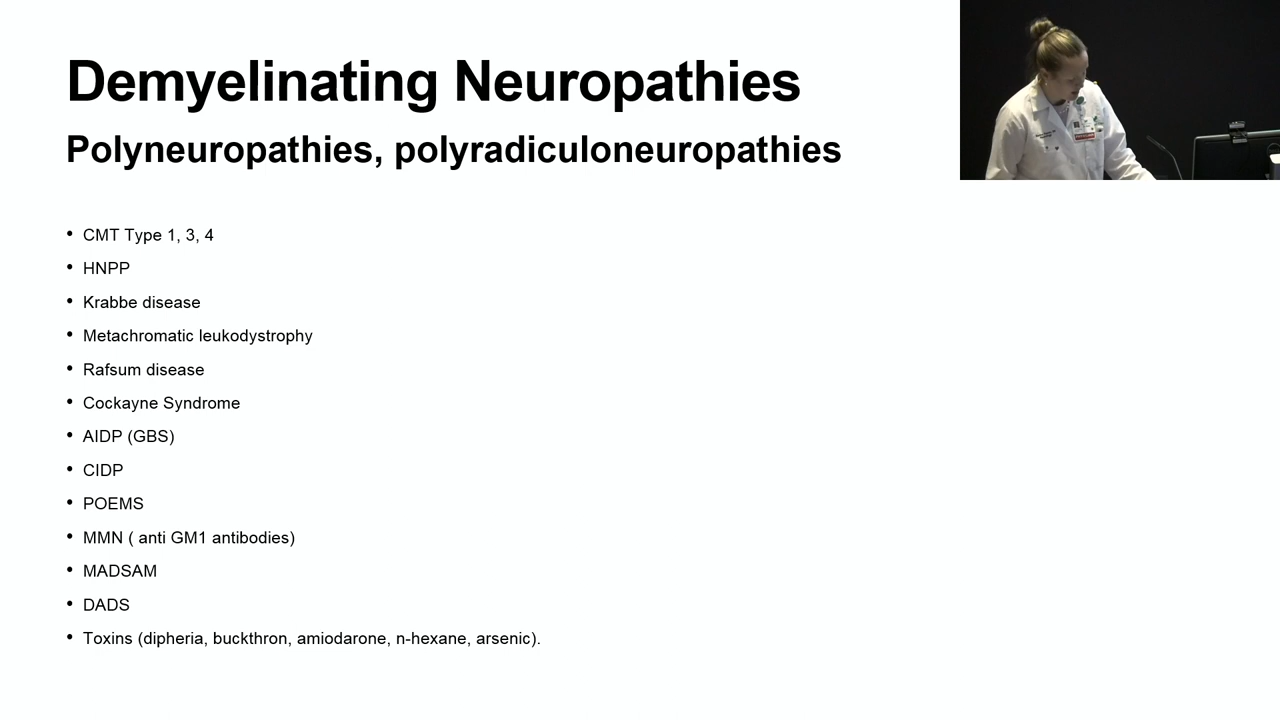 Demyelinating Neuropathies
Polyneuropathies, polyradiculoneuropathies
• CMT Type 1, 3, 4
• HNPP
• Krabbe disease
• Metachromatic leukodystrophy
• Rafsum disease
• Cockayne Syndrome
• AIDP (GBS)
• CIDP
• POEMS
• MMN ( anti GM1 antibodies)
• MADSAM
• DADS
• Toxins (dipheria, buckthron, amiodarone, n-hexane, arsenic).